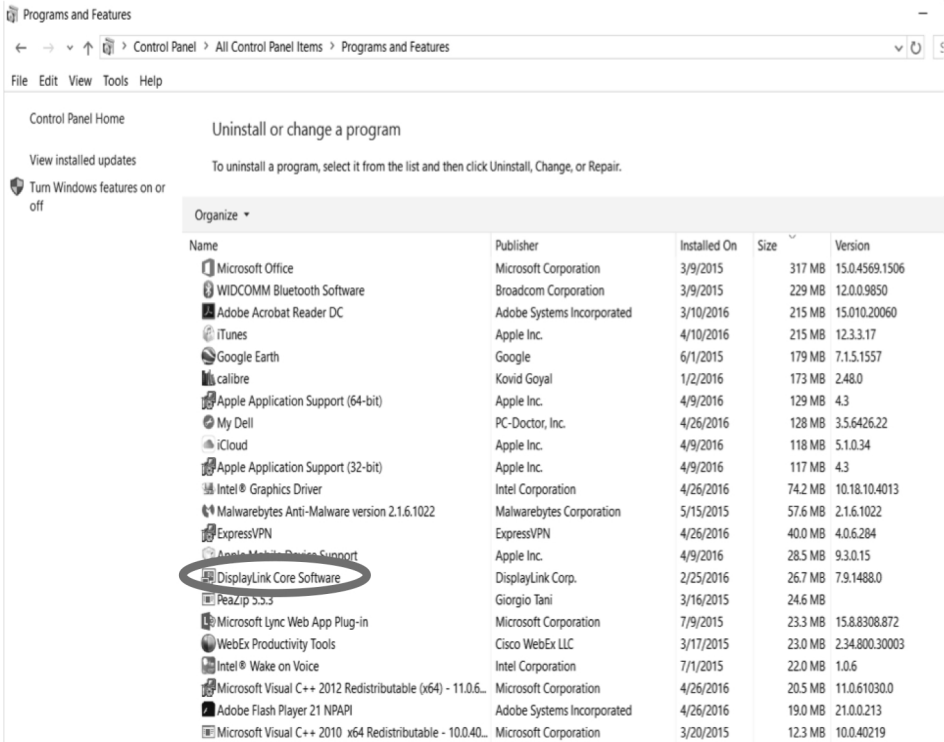 Programs and Features
Control Panel > All Control Panel Items > Programs and Features
File Edit View Tools Help
Control Panel Home
View installed updates
Turn Windows features on or
off
Uninstall or change a program
To uninstall a program, select it from the list and then click Uninstall, Change, or Repair.
Organize
Name Publisher Installed On Size Version
Microsoft Office Microsoft Corporation 3/9/2015 317 MB 15.0.4569.1506
WIDCOMM Bluetooth Software Broadcom Corporation 3/9/2015 229 MB 12.0.0.9850
Adobe Acrobat Reader DC Adobe Systems Incorporated 3/10/2016 215 MB 15.010.20060
iTunes Apple Inc. 4/10/2016 215 MB 12.3.3.17
Google Earth Google 6/1/2015 179 MB 7.1.5.1557
calibre Kovid Goyal 1/2/2016 173 MB 2.48.0
Apple Application Support (64-bit) Apple Inc. 4/9/2016 129 MB 4.3
My Dell PC-Doctor, Inc. 4/26/2016 128 MB 3.5.6426.22
iCloud Apple Inc. 4/9/2016 118 MB 5.1.0.34
Apple Application Support (32-bit) Apple Inc. 4/9/2016 117 MB 4.3
Intel® Graphics Driver Intel Corporation 4/26/2016 74.2 MB 10.18.10.4013
Malwarebytes Anti-Malware version 2.1.6.1022 Malwarebytes Corporation 5/15/2015 57.6 MB 2.1.6.1022
ExpressVPN ExpressVPN 4/26/2016 40.0 MB 4.0.6.284
Apple Mobile Device Support Apple Inc. 4/9/2016 28.5 MB 9.3.0.15
DisplayLink Core Software DisplayLink Corp. 2/25/2016 26.7 MB 7.9.1488.0
PeaZip 5.5.3 Giorgio Tani 3/16/2015 24.6 MB
Microsoft Lync Web App Plug-in Microsoft Corporation 7/9/2015 23.3 MB 15.8.8308.872
WebEx Productivity Tools Cisco WebEx LLC 3/17/2015 23.0 MB 2.34.800.30003
Intel® Wake on Voice Intel Corporation 7/1/2015 22.0 MB 1.0.6
Microsoft Visual C++ 2012 Redistributable (x64) - 11.0.6... Microsoft Corporation 4/26/2016 20.5 MB 11.0.61030.0
Adobe Flash Player 21 NPAPI Adobe Systems Incorporated 4/26/2016 19.0 MB 21.0.0.213
Microsoft Visual C++ 2010 x64 Redistributable - 10.0.40... Microsoft Corporation 3/20/2015 12.3 MB 10.0.40219